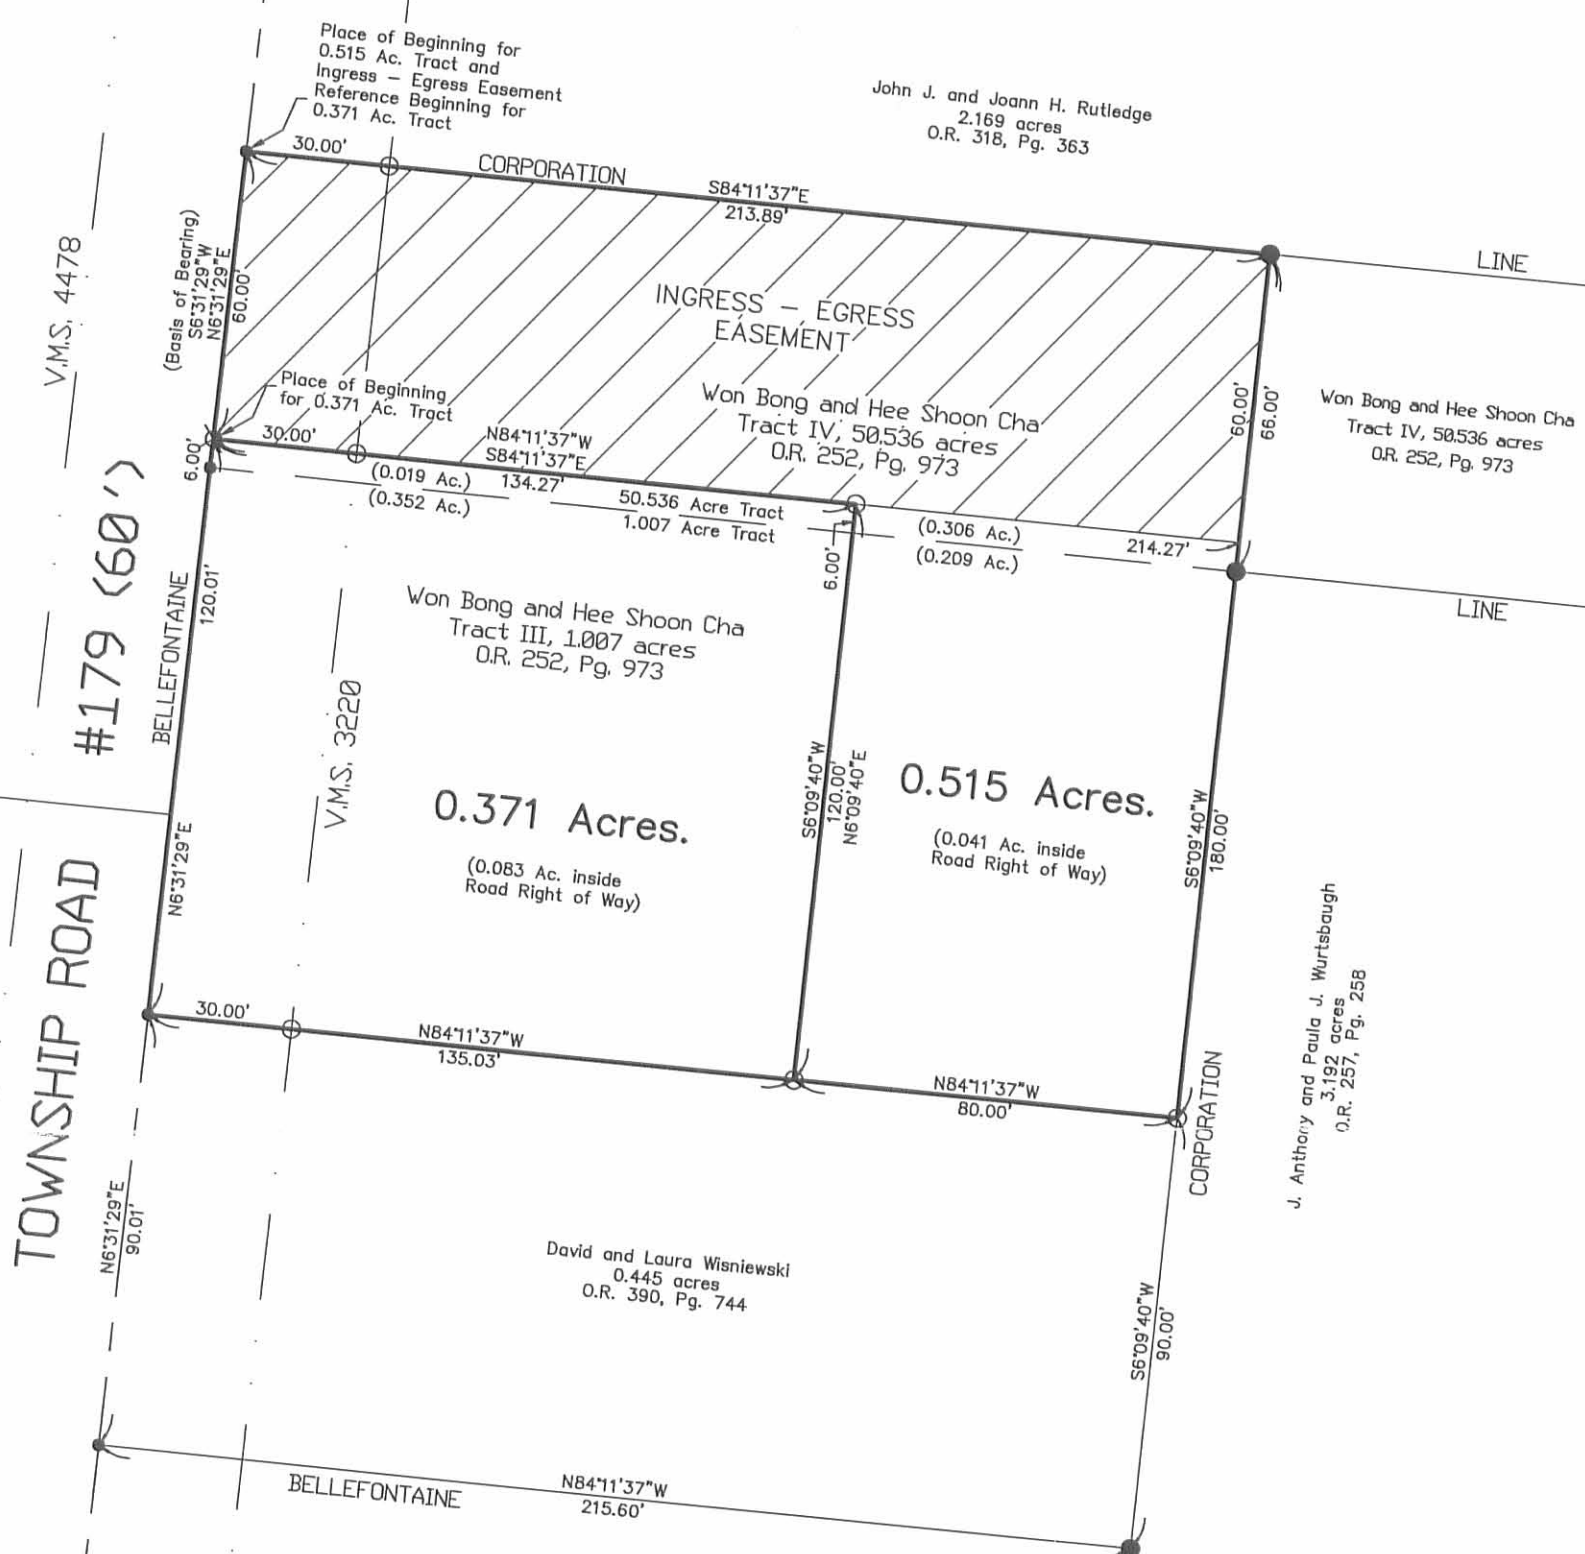 Place of Beginning for
0.515 Ac. Tract and
Ingress – Egress Easement
Reference Beginning for
0.371 Ac. Tract
John J. and Joann H. Rutledge
2.169 acres
O.R. 318, Pg. 363
30.00'
CORPORATION
S84°11'37"E
213.89'
LINE
V.M.S. 4478
(Basis of Bearing)
S6°31'29"W
N6°31'29"E
60.00'
INGRESS – EGRESS
EASEMENT
Won Bong and Hee Shoon Cha
Tract IV, 50.536 acres
O.R. 252, Pg. 973
60.00'
66.00'
Won Bong and Hee Shoon Cha
Tract IV, 50.536 acres
O.R. 252, Pg. 973
Place of Beginning
for 0.371 Ac. Tract
6.00'
30.00'
N84°11'37"W
S84°11'37"E
134.27'
(0.019 Ac.)
(0.352 Ac.)
50.536 Acre Tract
1.007 Acre Tract
6.00'
(0.306 Ac.)
(0.209 Ac.)
214.27'
LINE
#179 (60')
BELLEFONTAINE
120.01'
N6°31'29"E
Won Bong and Hee Shoon Cha
Tract III, 1.007 acres
O.R. 252, Pg. 973
V.M.S. 3220
0.371 Acres.
(0.083 Ac. inside
Road Right of Way)
S6°09'40"W
120.00'
N6°09'40"E
0.515 Acres.
(0.041 Ac. inside
Road Right of Way)
S6°09'40"W
180.00'
TOWNSHIP ROAD
30.00'
N84°11'37"W
135.03'
N84°11'37"W
80.00'
CORPORATION
J. Anthony and Paula J. Wurtsbaugh
3.192 acres
O.R. 257, Pg. 258
N6°31'29"E
90.01'
David and Laura Wisniewski
0.445 acres
O.R. 390, Pg. 744
S6°09'40"W
90.00'
BELLEFONTAINE
N84°11'37"W
215.60'